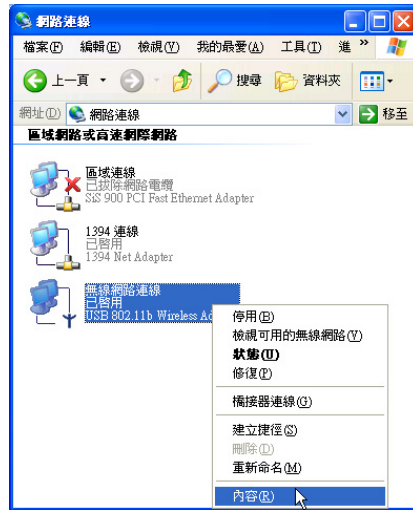 網路連線
檔案(F) 編輯(E) 檢視(V) 我的最愛(A) 工具(T) 進 »
上一頁 搜尋 資料夾
網址(D) 網路連線 移至
區域網路或高速網際網路
區域連線
已拔除網路電纜
SiS 900 PCI Fast Ethernet Adapter
1394 連線
已啓用
1394 Net Adapter
無線網路連線
已啓用
USB 802.11b Wireless Ad
停用(B)
檢視可用的無線網路(V)
狀態(U)
修復(P)
橋接器連線(G)
建立捷徑(S)
刪除(D)
重新命名(M)
內容(R)